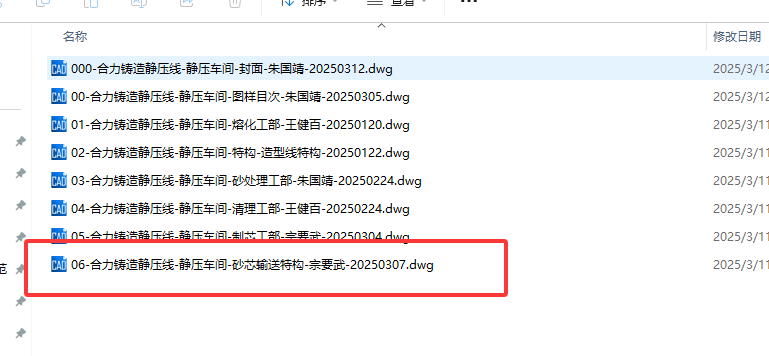 排序
查看
名称
修改日期
CAD 000-合力铸造静压线-静压车间-封面-朱国靖-20250312.dwg 2025/3/12
CAD 00-合力铸造静压线-静压车间-图样目次-朱国靖-20250305.dwg 2025/3/12
CAD 01-合力铸造静压线-静压车间-熔化工部-王健百-20250120.dwg 2025/3/11
CAD 02-合力铸造静压线-静压车间-特构-造型线特构-20250122.dwg 2025/3/11
CAD 03-合力铸造静压线-静压车间-砂处理工部-朱国靖-20250224.dwg 2025/3/11
CAD 04-合力铸造静压线-静压车间-清理工部-王健百-20250224.dwg 2025/3/11
CAD 05-合力铸造静压线-静压车间-制芯工部-宗要武-20250304.dwg 2025/3/11
范
CAD 06-合力铸造静压线-静压车间-砂芯输送特构-宗要武-20250307.dwg 2025/3/11